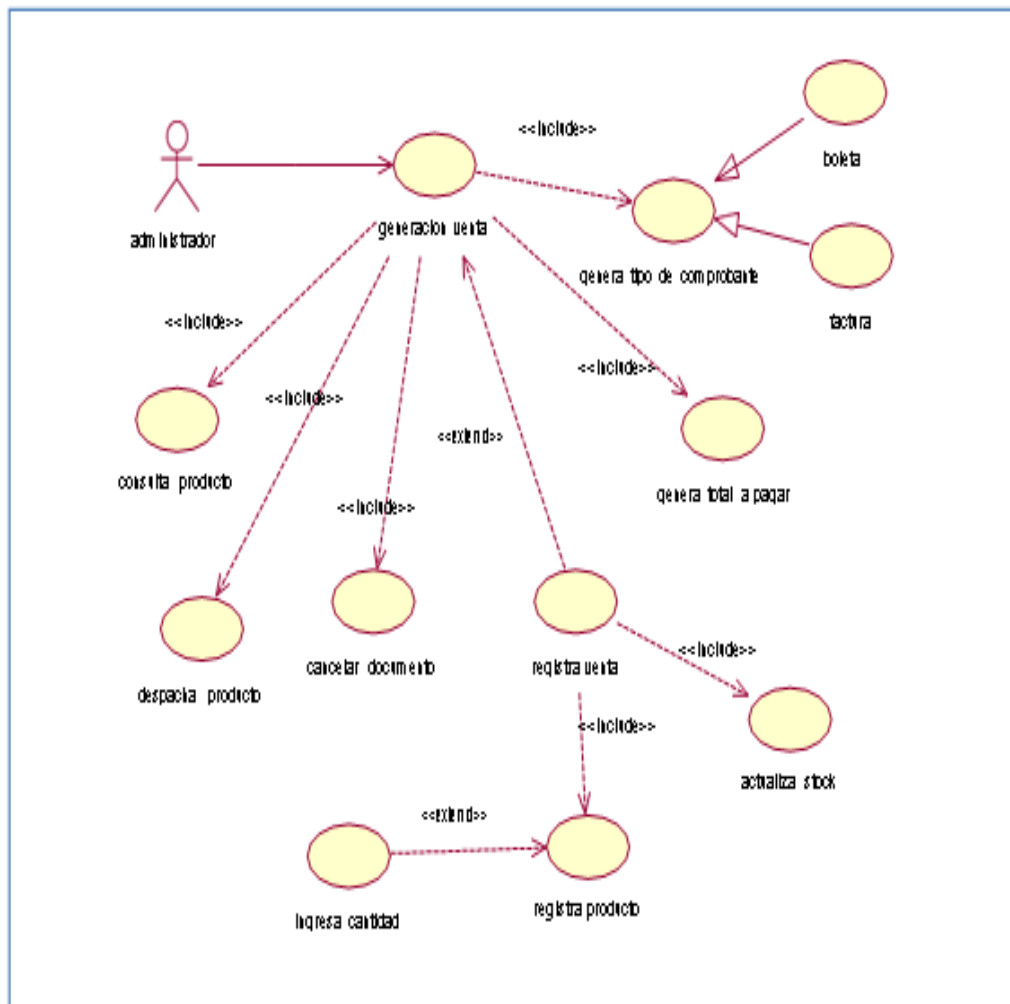 <<include>>
boleta
administrador
generacion venta
genera tipo de comprobante
factura
<<include>>
<<include>>
<<include>>
consulta producto
<<extend>>
genera total a pagar
<<include>>
despacha producto
cancelar documento
registra venta
<<include>>
<<include>>
actualiza stock
<<extend>>
ingresa cantidad
registra producto